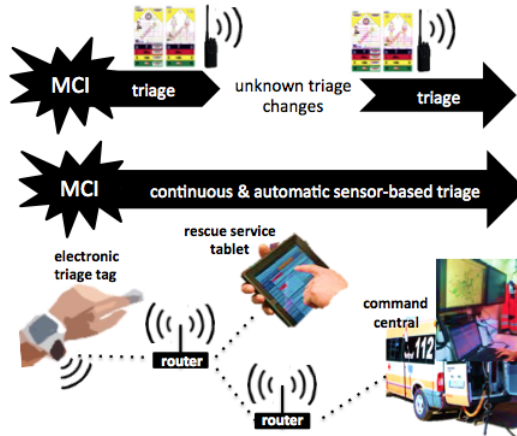 MCI
triage
unknown triage
changes
triage
MCI
continuous & automatic sensor-based triage
rescue service
tablet
electronic
triage tag
command
central
112
router
router